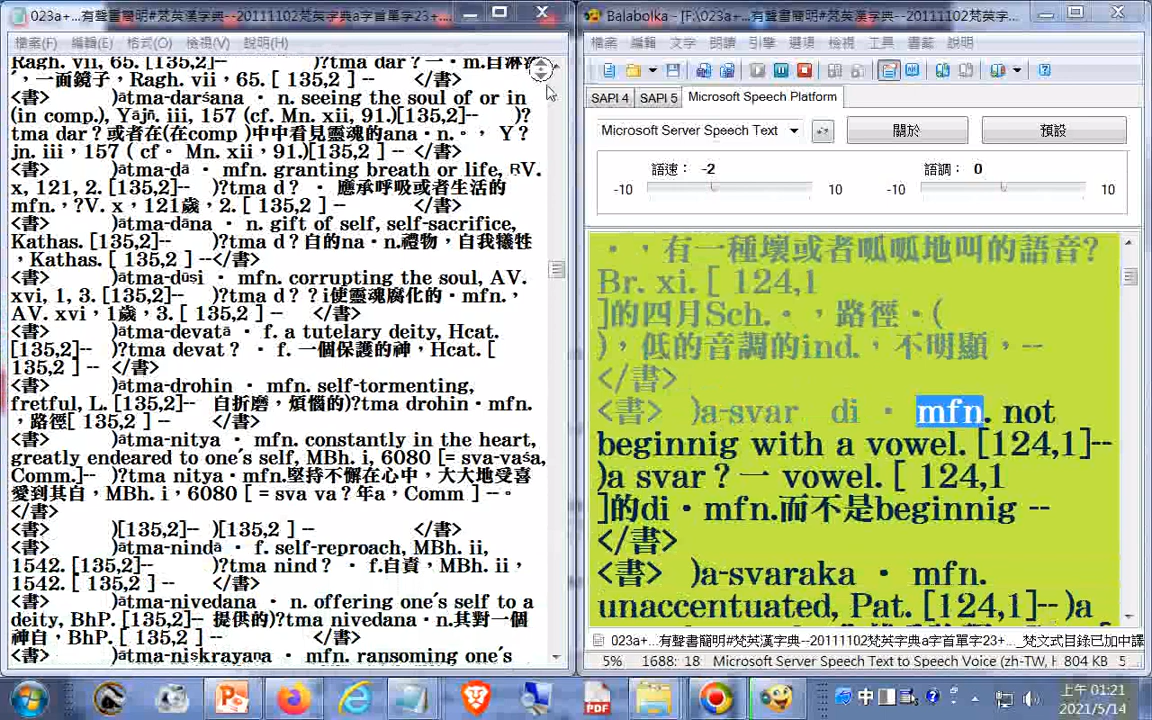 023a+...有聲書簡明#梵英漢字典--20111102梵英字典a字首單字23+...
檔案(F) 編輯(E) 格式(O) 檢視(V) 說明(H)
Ragh. vii, 65. [135,2]-- )?tma dar?一・m.自
，一面鏡子，Ragh. vii，65. [ 135,2 ] -- </書>
<書> )ātma-darśana ・ n. seeing the soul of or in
(in comp.), Yājñ. iii, 157 (cf. Mn. xii, 91.)[135,2]-- )?
tma dar?或者在(在comp )中中看見靈魂的ana・n.。， Y?
jn. iii，157 ( cf。 Mn. xii，91.)[135,2 ] -- </書>
<書> )ātma-dā ・ mfn. granting breath or life, RV.
x, 121, 2. [135,2]-- )?tma d? ・ 應承呼吸或者生活的
mfn.，?V. x，121歲，2. [ 135,2 ] -- </書>
<書> )ātma-dāna ・ n. gift of self, self-sacrifice,
Kathas. [135,2]-- )?tma d?自的na・n.禮物，自我犧牲
，Kathas. [ 135,2 ] --</書>
<書> )ātma-dūṣi ・ mfn. corrupting the soul, AV.
xvi, 1, 3. [135,2]-- )?tma d??i使靈魂腐化的・mfn.，
AV. xvi，1歲，3. [ 135,2 ] -- </書>
<書> )ātma-devatā ・ f. a tutelary deity, Hcat.
[135,2]-- )?tma devat? ・ f. 一個保護的神，Hcat. [
135,2 ] -- </書>
<書> )ātma-drohin ・ mfn. self-tormenting,
fretful, L. [135,2]-- 自折磨，煩惱的)?tma drohin・mfn.
，路徑[ 135,2 ] -- </書>
<書> )ātma-nitya ・ mfn. constantly in the heart,
greatly endeared to one's self, MBh. i, 6080 [= sva-vaśa,
Comm.)[135,2]-- )?tma nitya・mfn.堅持不懈在心中，大大地受喜
愛到其自，MBh. i，6080 [ = sva va?年a，Comm ] --。
</書>
<書> )[135,2]-- )[135,2 ] -- </書>
<書> )ātma-nindā ・ f. self-reproach, MBh. ii,
1542. [135,2]-- )?tma nind? ・ f.自責，MBh. ii，
1542. [ 135,2 ] -- </書>
<書> )ātma-nivedana ・ n. offering one's self to a
deity, BhP. [135,2]-- 提供的)?tma nivedana・n.其對一個
神自，BhP. [ 135,2 ] -- </書>
<書> )ātma-niṣkrayaṇa ・ mfn. ransoming one's
Balabolka - [F:\023a+...有聲書簡明#梵英漢字典--20111102梵英字...
檔案 編輯 文字 朗讀 引擎 選項 檢視 工具 書籤 說明
SAPI 4 SAPI 5 Microsoft Speech Platform
Microsoft Server Speech Text 關於 預設
語速： -2 語調： 0
-10 10 -10 10
・，有一種壞或者呱呱地叫的語音?
Br. xi. [ 124,1
]的四月Sch.・，路徑・(
)，低的音調的ind.、不明顯，--
</書>
<書> )a-svar di ・ mfn. not
beginnig with a vowel. [124,1]--
)a svar?一 vowel. [ 124,1
]的di・mfn.而不是beginnig --
</書>
<書> )a-svaraka ・ mfn.
unaccentuated, Pat. [124,1]-- )a
023a+...有聲書簡明#梵英漢字典--20111102梵英字典a字首單字23+..._梵文式目錄已加中譯
5% 1688: 18 Microsoft Server Speech Text to Speech Voice (zh-TW, H 804 KB 5
中 上午 01:21
2021/5/14